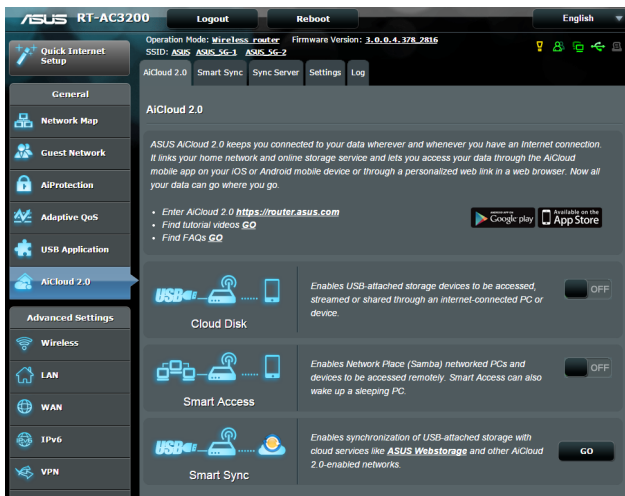 ASUS RT-AC3200
Logout
Reboot
English
Quick Internet
Setup
Operation Mode: Wireless router Firmware Version: 3.0.0.4.378_2816
SSID: ASUS ASUS_5G-1 ASUS_5G-2
AiCloud 2.0
Smart Sync
Sync Server
Settings
Log
General
Network Map
Guest Network
AiProtection
Adaptive QoS
USB Application
AiCloud 2.0
Advanced Settings
Wireless
LAN
WAN
IPv6
VPN
AiCloud 2.0
ASUS AiCloud 2.0 keeps you connected to your data wherever and whenever you have an Internet connection.
It links your home network and online storage service and lets you access your data through the AiCloud
mobile app on your iOS or Android mobile device or through a personalized web link in a web browser. Now all
your data can go where you go.
• Enter AiCloud 2.0 https://router.asus.com
• Find tutorial videos GO
• Find FAQs GO
Google play
Available on the
App Store
USB
Cloud Disk
Enables USB-attached storage devices to be accessed,
streamed or shared through an internet-connected PC or
device.
OFF
Smart Access
Enables Network Place (Samba) networked PCs and
devices to be accessed remotely. Smart Access can also
wake up a sleeping PC.
OFF
USB
Smart Sync
Enables synchronization of USB-attached storage with
cloud services like ASUS Webstorage and other AiCloud
2.0-enabled networks.
GO